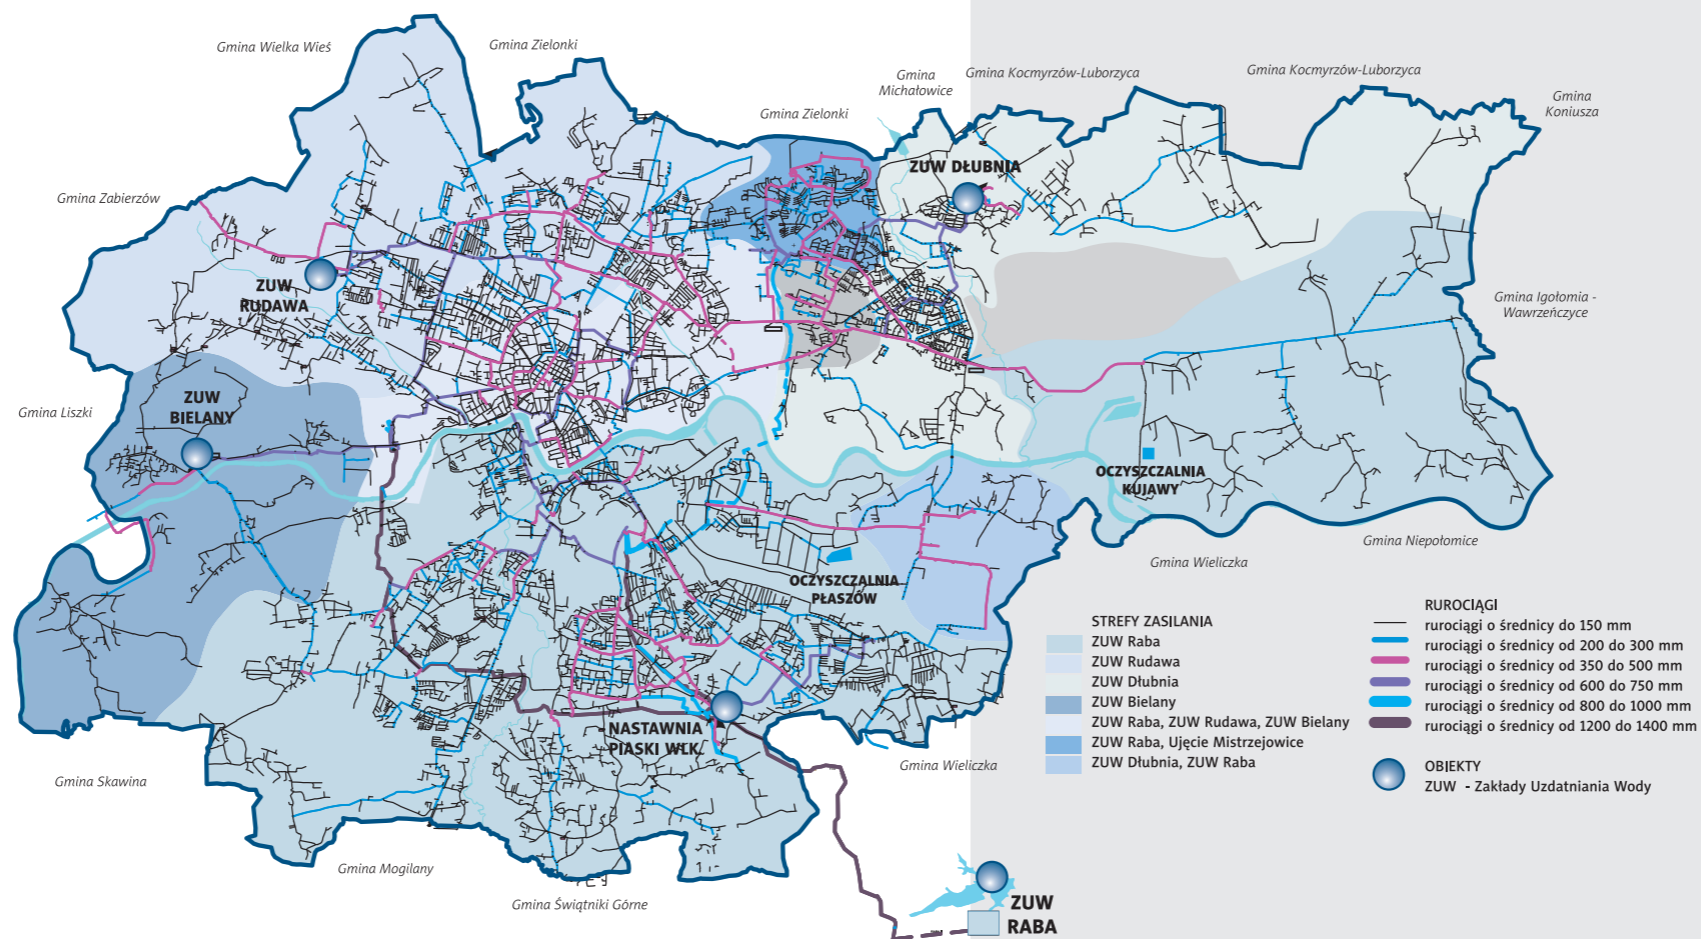 Gmina Wielka Wieś
Gmina Zielonki
Gmina
Michałowice
Gmina Kocmyrzów-Luborzyca
Gmina Kocmyrzów-Luborzyca
Gmina
Koniusza
Gmina Zielonki
ZUW DŁUBNIA
Gmina Zabierzów
ZUW
RUDAWA
Gmina Igołomia -
Wawrzeńczyce
ZUW
BIELANY
Gmina Liszki
OCZYSZCZALNIA
KUJAWY
Gmina Niepołomice
Gmina Wieliczka
OCZYSZCZALNIA
PŁASZÓW
NASTAWNIA
PIASKI WLK.
Gmina Wieliczka
Gmina Skawina
Gmina Mogilany
Gmina Świątniki Górne
ZUW
RABA
STREFY ZASILANIA
ZUW Raba
ZUW Rudawa
ZUW Dłubnia
ZUW Bielany
ZUW Raba, ZUW Rudawa, ZUW Bielany
ZUW Raba, Ujęcie Mistrzejowice
ZUW Dłubnia, ZUW Raba
RUROCIĄGI
rurociągi o średnicy do 150 mm
rurociągi o średnicy od 200 do 300 mm
rurociągi o średnicy od 350 do 500 mm
rurociągi o średnicy od 600 do 750 mm
rurociągi o średnicy od 800 do 1000 mm
rurociągi o średnicy od 1200 do 1400 mm
OBIEKTY
ZUW - Zakłady Uzdatniania Wody